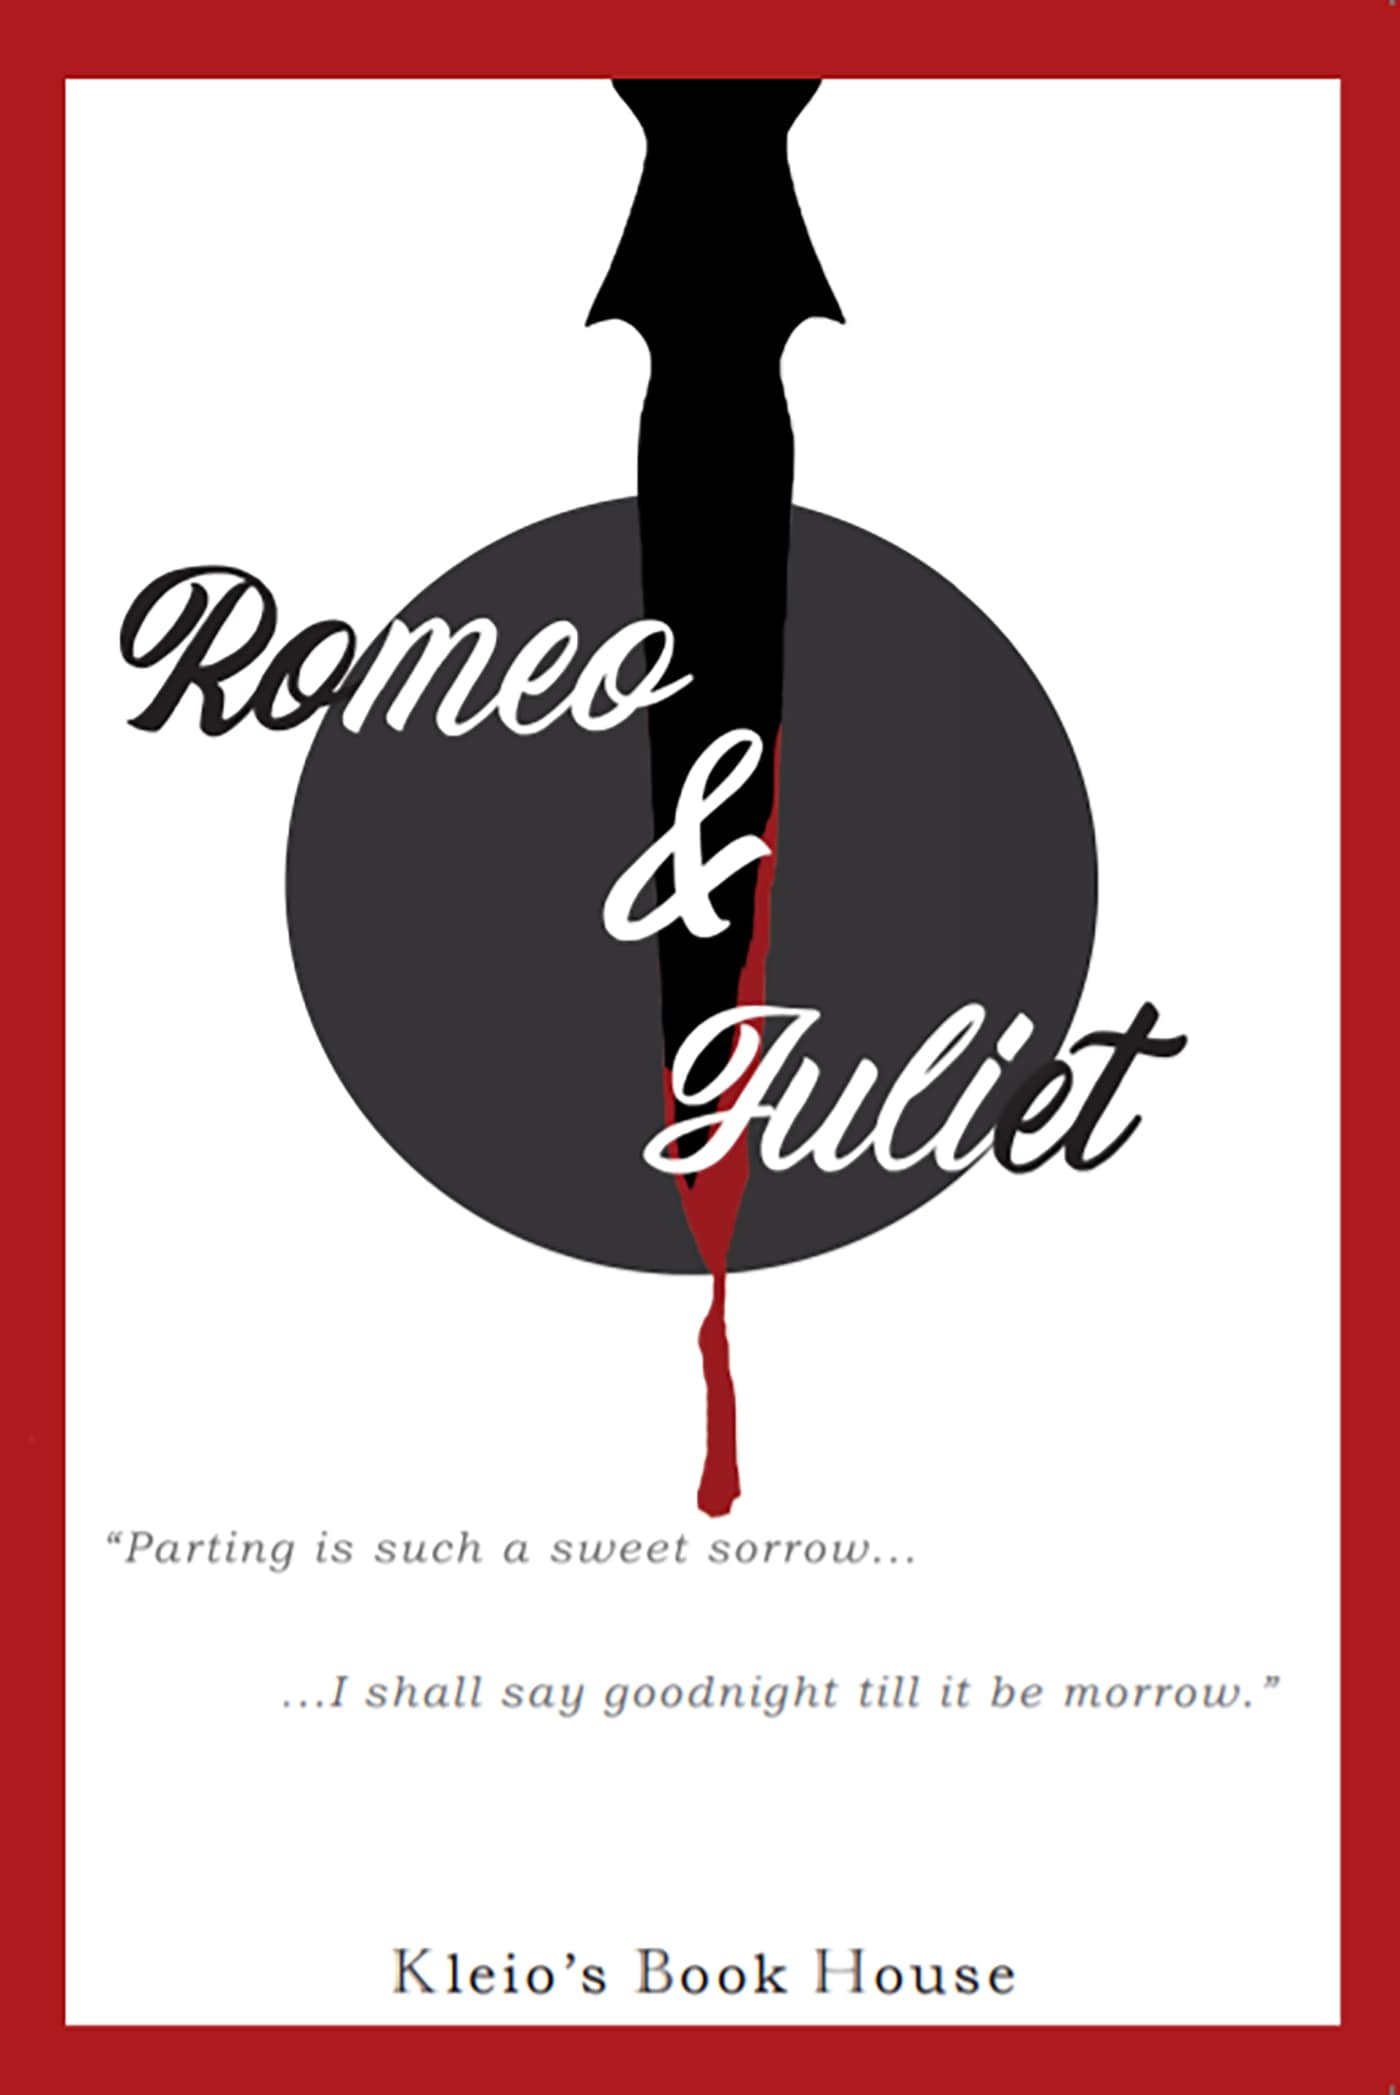 Romeo
&
Juliet
“Parting is such a sweet sorrow...
...I shall say goodnight till it be morrow.”
Kleio’s Book House